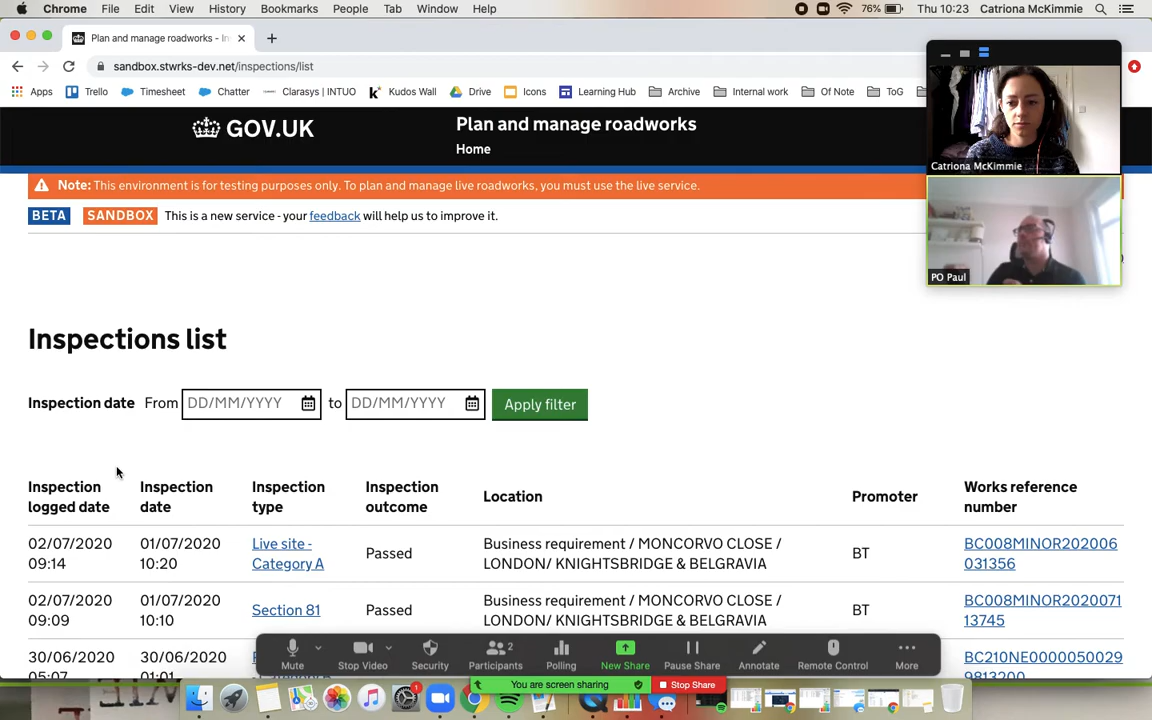 Chrome File Edit View History Bookmarks People Tab Window Help 76% Thu 10:23 Catriona McKimmie
Plan and manage roadworks - In
sandbox.stwrks-dev.net/inspections/list
Apps Trello Timesheet Chatter Clarasys | INTUO Kudos Wall Drive Icons Learning Hub Archive Internal work Of Note ToG
GOV.UK Plan and manage roadworks
Home
Catriona McKimmie
PO Paul
Note: This environment is for testing purposes only. To plan and manage live roadworks, you must use the live service.
BETA SANDBOX This is a new service - your feedback will help us to improve it.
Inspections list
Inspection date From DD/MM/YYYY to DD/MM/YYYY Apply filter
Inspection logged date Inspection date Inspection type Inspection outcome Location Promoter Works reference number
02/07/2020 01/07/2020 Live site - Passed Business requirement / MONCORVO CLOSE / BT BC008MINOR202006
09:14 10:20 Category A LONDON/ KNIGHTSBRIDGE & BELGRAVIA 031356
02/07/2020 01/07/2020 Section 81 Passed Business requirement / MONCORVO CLOSE / BT BC008MINOR2020071
09:09 10:10 LONDON/ KNIGHTSBRIDGE & BELGRAVIA 13745
30/06/2020 30/06/2020 BC210NE0000050029
05:07 01:01 9813200
Mute Stop Video Security Participants 2 Polling New Share Pause Share Annotate Remote Control More
You are screen sharing Stop Share